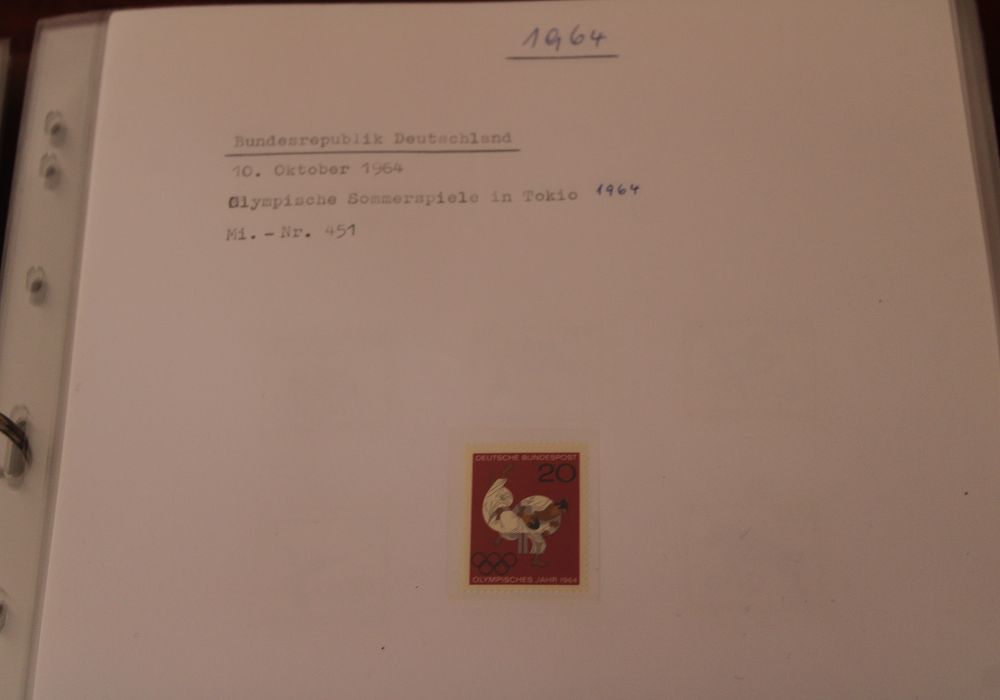 1964
Bundesrepublik Deutschland
10. Oktober 1964
Olympische Sommerspiele in Tokio 1964
Mi. - Nr. 451
DEUTSCHE BUNDESPOST
20
OLYMPISCHES JAHR 1964